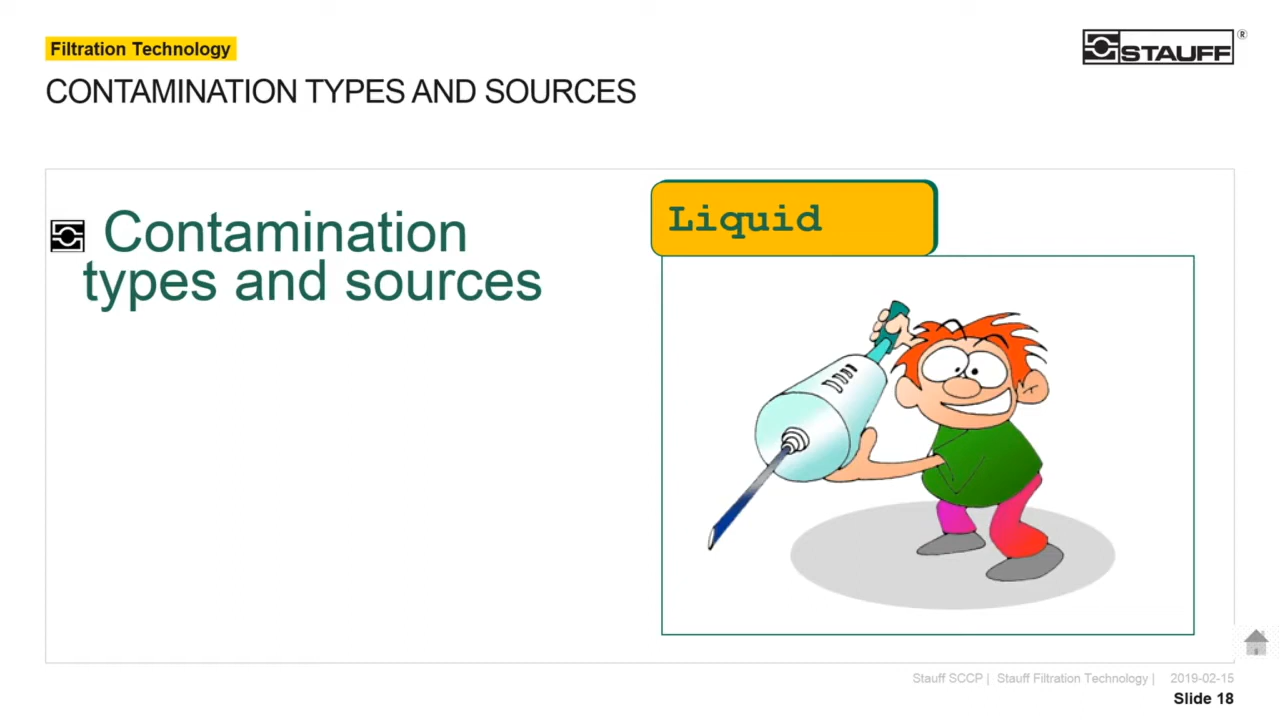 Filtration Technology
STAUFF®
CONTAMINATION TYPES AND SOURCES
Contamination
types and sources
Liquid
Stauff SCCP | Stauff Filtration Technology | 2019-02-15
Slide 18